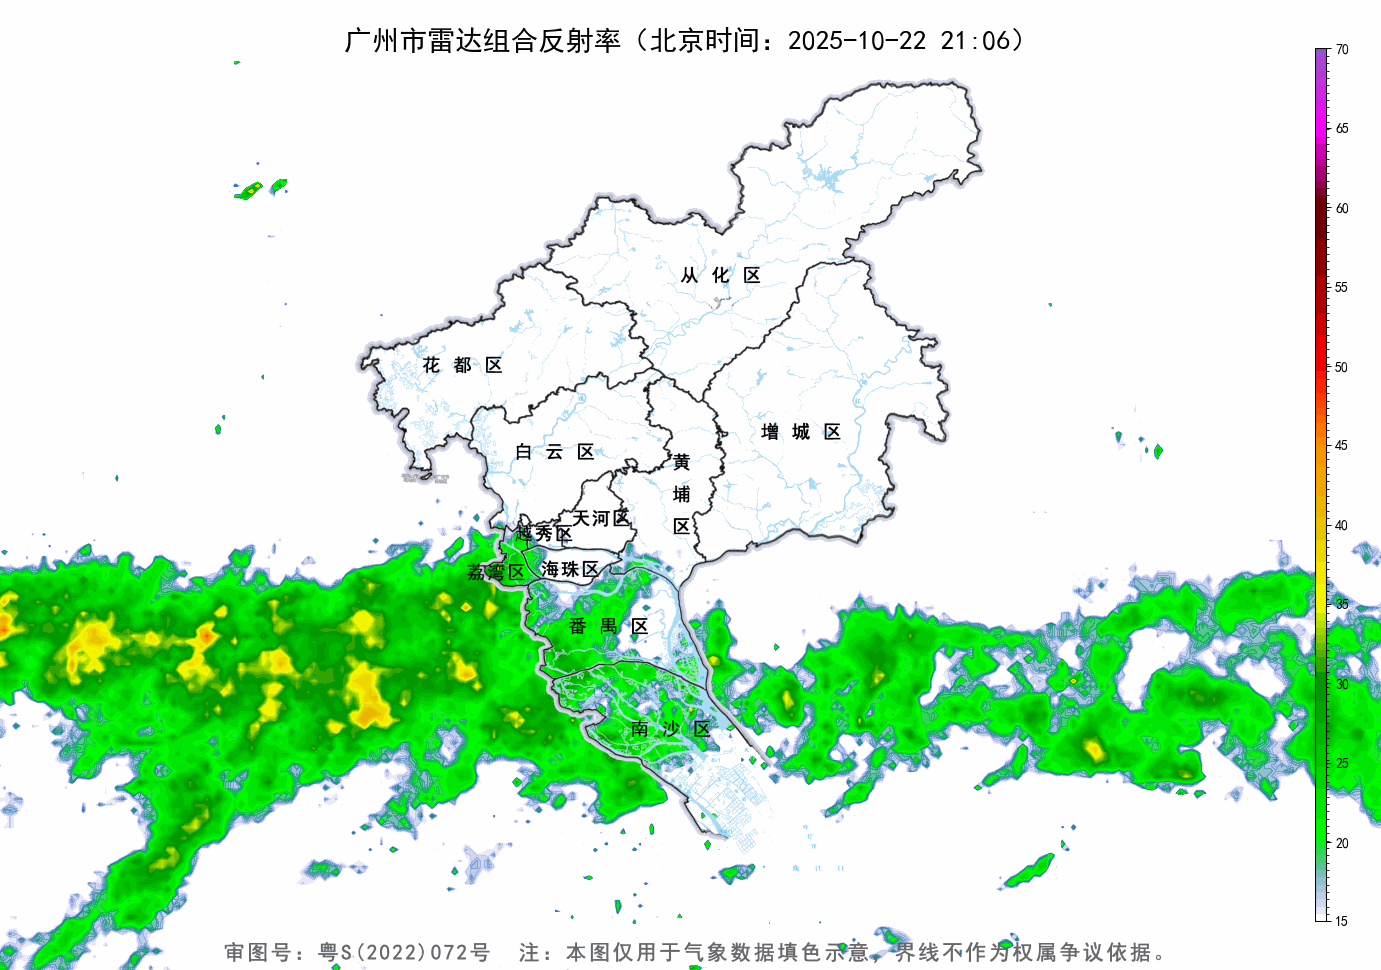 广州市雷达组合反射率（北京时间：2025-10-22 21:06）
70
65
60
55
50
45
40
35
30
25
20
15
从化区
花都区
增城区
白云区
黄埔区
天河区
越秀区
海珠区
荔湾区
番禺区
南沙区
审图号：粤S(2022)072号 注：本图仅用于气象数据填色示意，界线不作为权属争议依据。